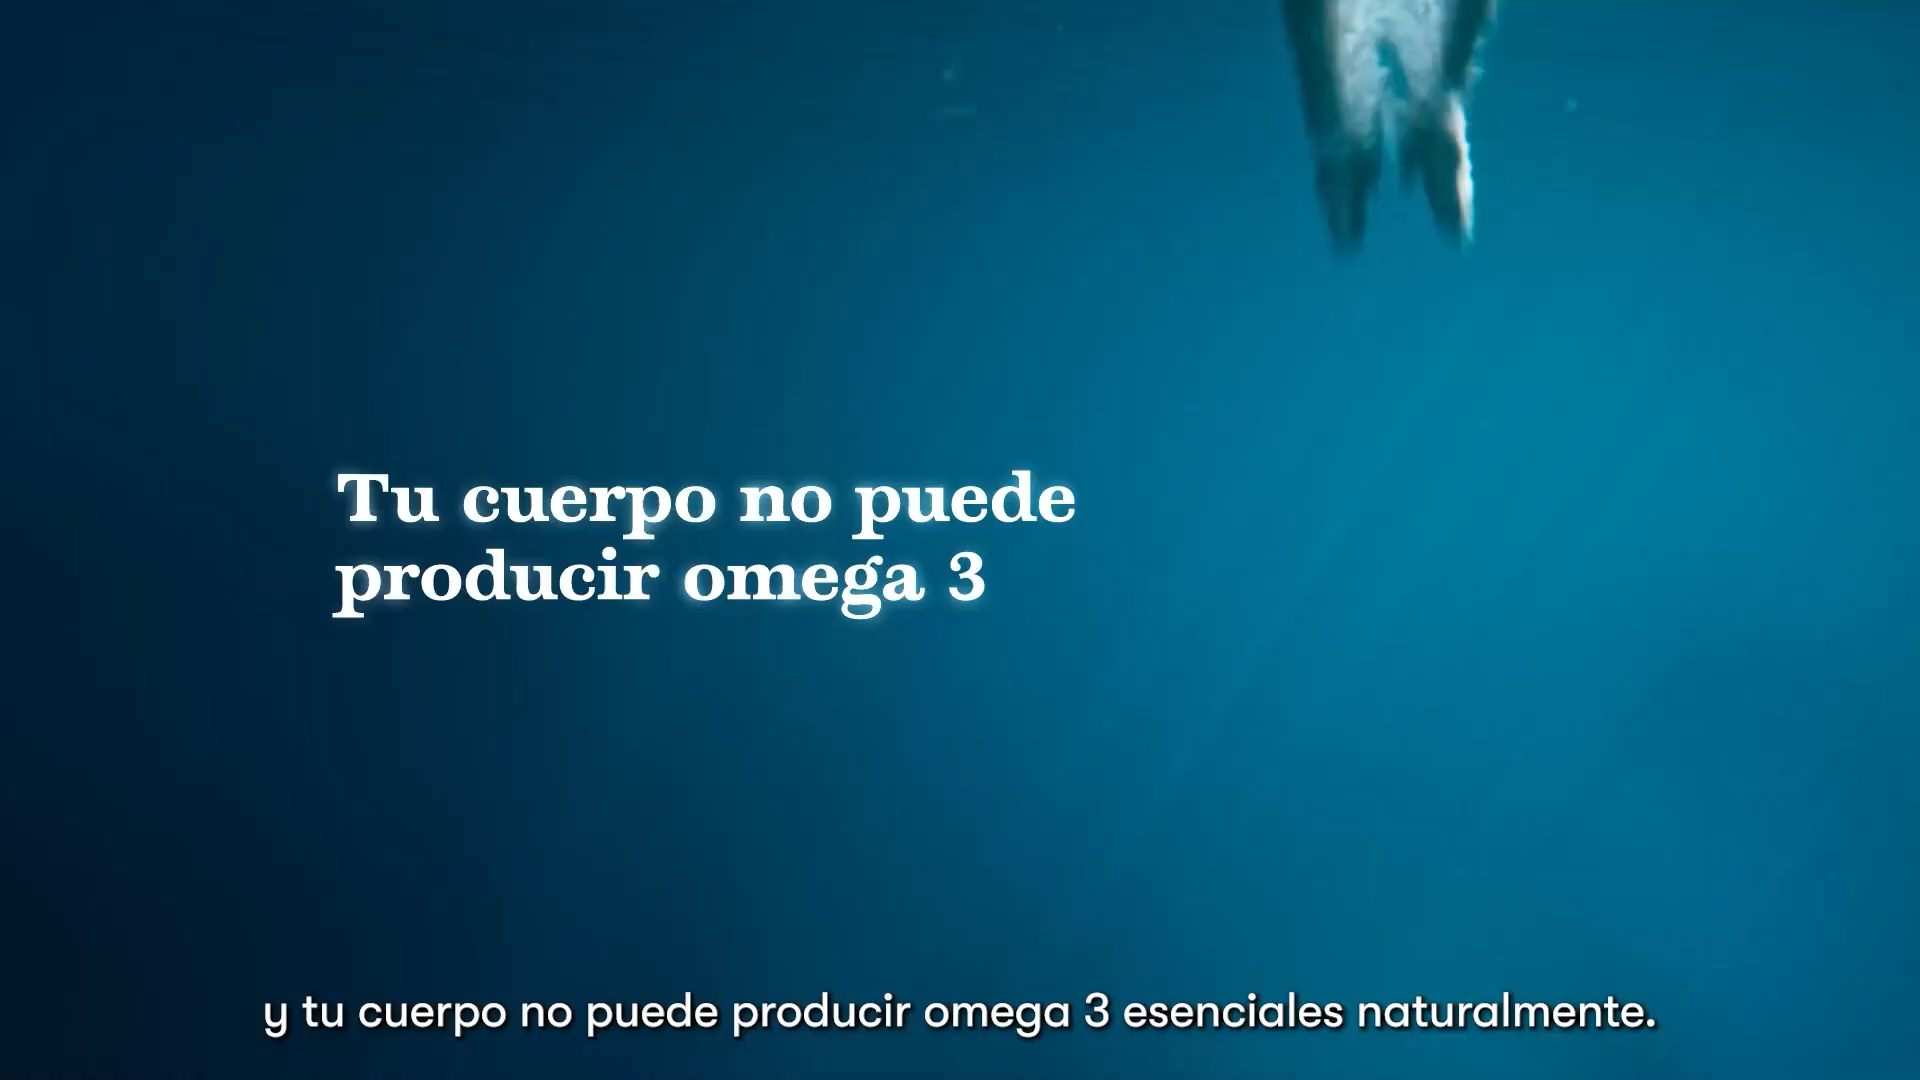 Tu cuerpo no puede
producir omega 3
y tu cuerpo no puede producir omega 3 esenciales naturalmente.